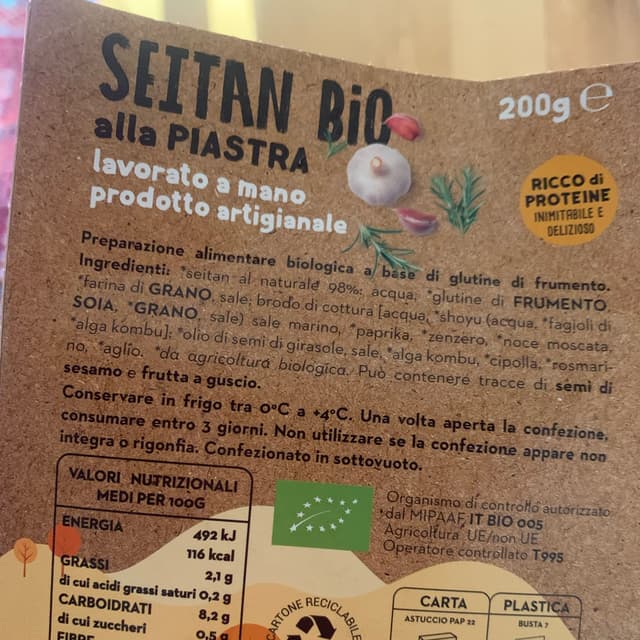 SEITAN BiO
200g e
alla PIASTRA
lavorato a mano
prodotto artigianale
RICCO di
PROTEINE
INIMITABILE E
DELIZIOSO
Preparazione alimentare biologica a base di glutine di frumento.
Ingredienti: *seitan al naturale 98%: acqua, *glutine di FRUMENTO
*farina di GRANO, sale; brodo di cottura [acqua, *shoyu (acqua, *fagioli di
SOIA, *GRANO, sale) sale marino, *paprika, *zenzero, *noce moscata,
*alga kombu]; *olio di semi di girasole, sale, *alga kombu, *cipolla, *rosmari-
no, *aglio. *da agricoltura biologica. Può contenere tracce di semi di
sesamo e frutta a guscio.
Conservare in frigo tra 0°C a +4°C. Una volta aperta la confezione,
consumare entro 3 giorni. Non utilizzare se la confezione appare non
integra o rigonfia. Confezionato in sottovuoto.
VALORI NUTRIZIONALI
MEDI PER 100G
ENERGIA
492 kJ
116 kcal
GRASSI 2,1 g
di cui acidi grassi saturi 0,2 g
CARBOIDRATI 8,2 g
di cui zuccheri 0,5 g
FIBRE
Organismo di controllo autorizzato
dal MIPAAF IT BIO 005
Agricoltura UE/non UE
Operatore controllato T995
CARTONE RICICLABILE
CARTA
ASTUCCIO PAP 22
PLASTICA
BUSTA 7